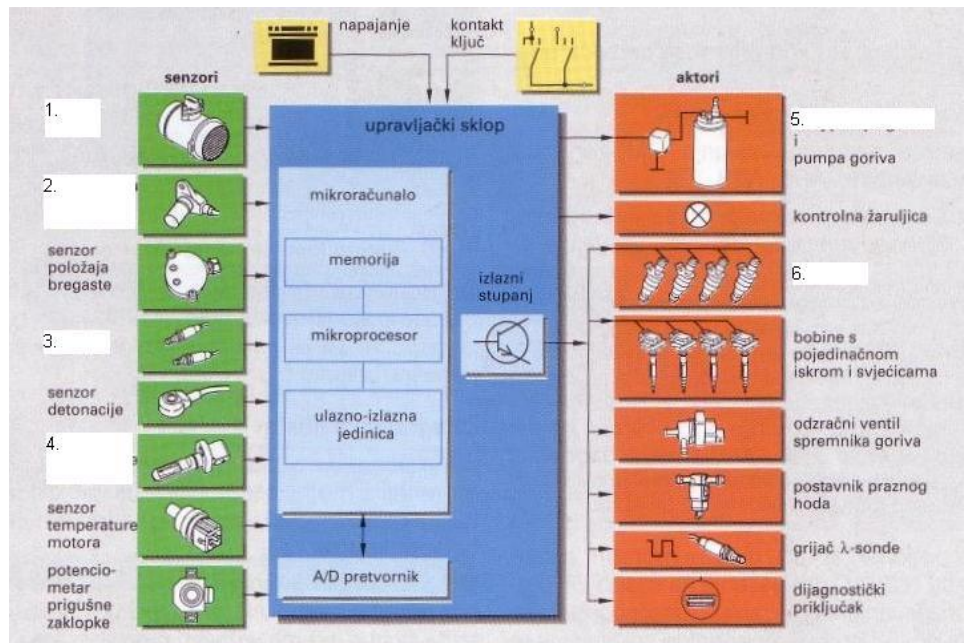 napajanje
kontakt
ključ
senzori
aktori
1.
2.
senzor
položaja
bregaste
3.
senzor
detonacije
4.
senzor
temperature
motora
potencio-
metar
prigušne
zaklopke
upravljački sklop
mikroračunalo
memorija
mikroprocesor
ulazno-izlazna
jedinica
A/D pretvornik
izlazni
stupanj
5.
i
pumpa goriva
kontrolna žaruljica
6.
bobine s
pojedinačnom
iskrom i svjećicama
odzračni ventil
spremnika goriva
postavnik praznog
hoda
grijač λ-sonde
dijagnostički
priključak